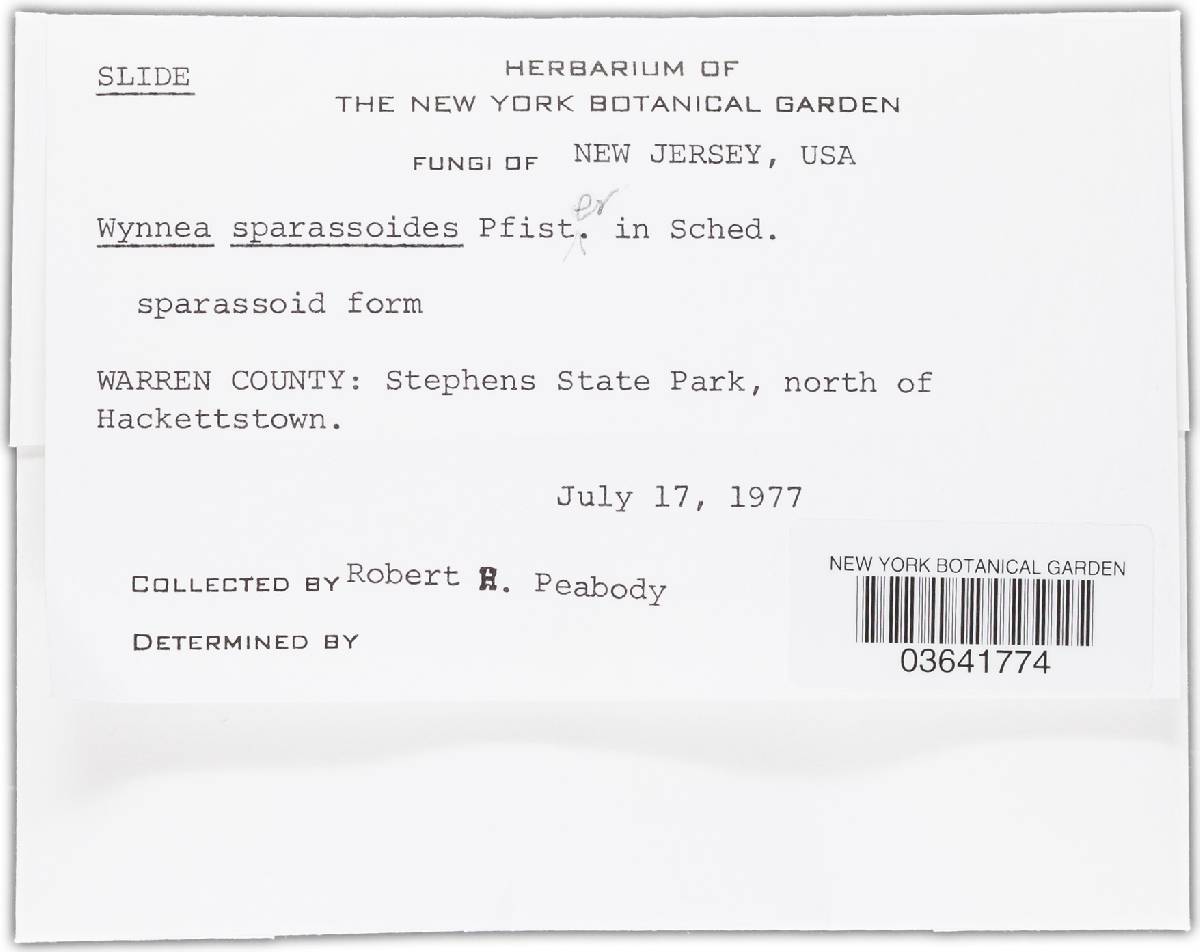 SLIDE
HERBARIUM OF
THE NEW YORK BOTANICAL GARDEN
FUNGI OF NEW JERSEY, USA
Wynnea sparassoides Pfist.er in Sched.
sparassoid form
WARREN COUNTY: Stephens State Park, north of
Hackettstown.
July 17, 1977
COLLECTED BY Robert H. Peabody
DETERMINED BY
NEW YORK BOTANICAL GARDEN
03641774